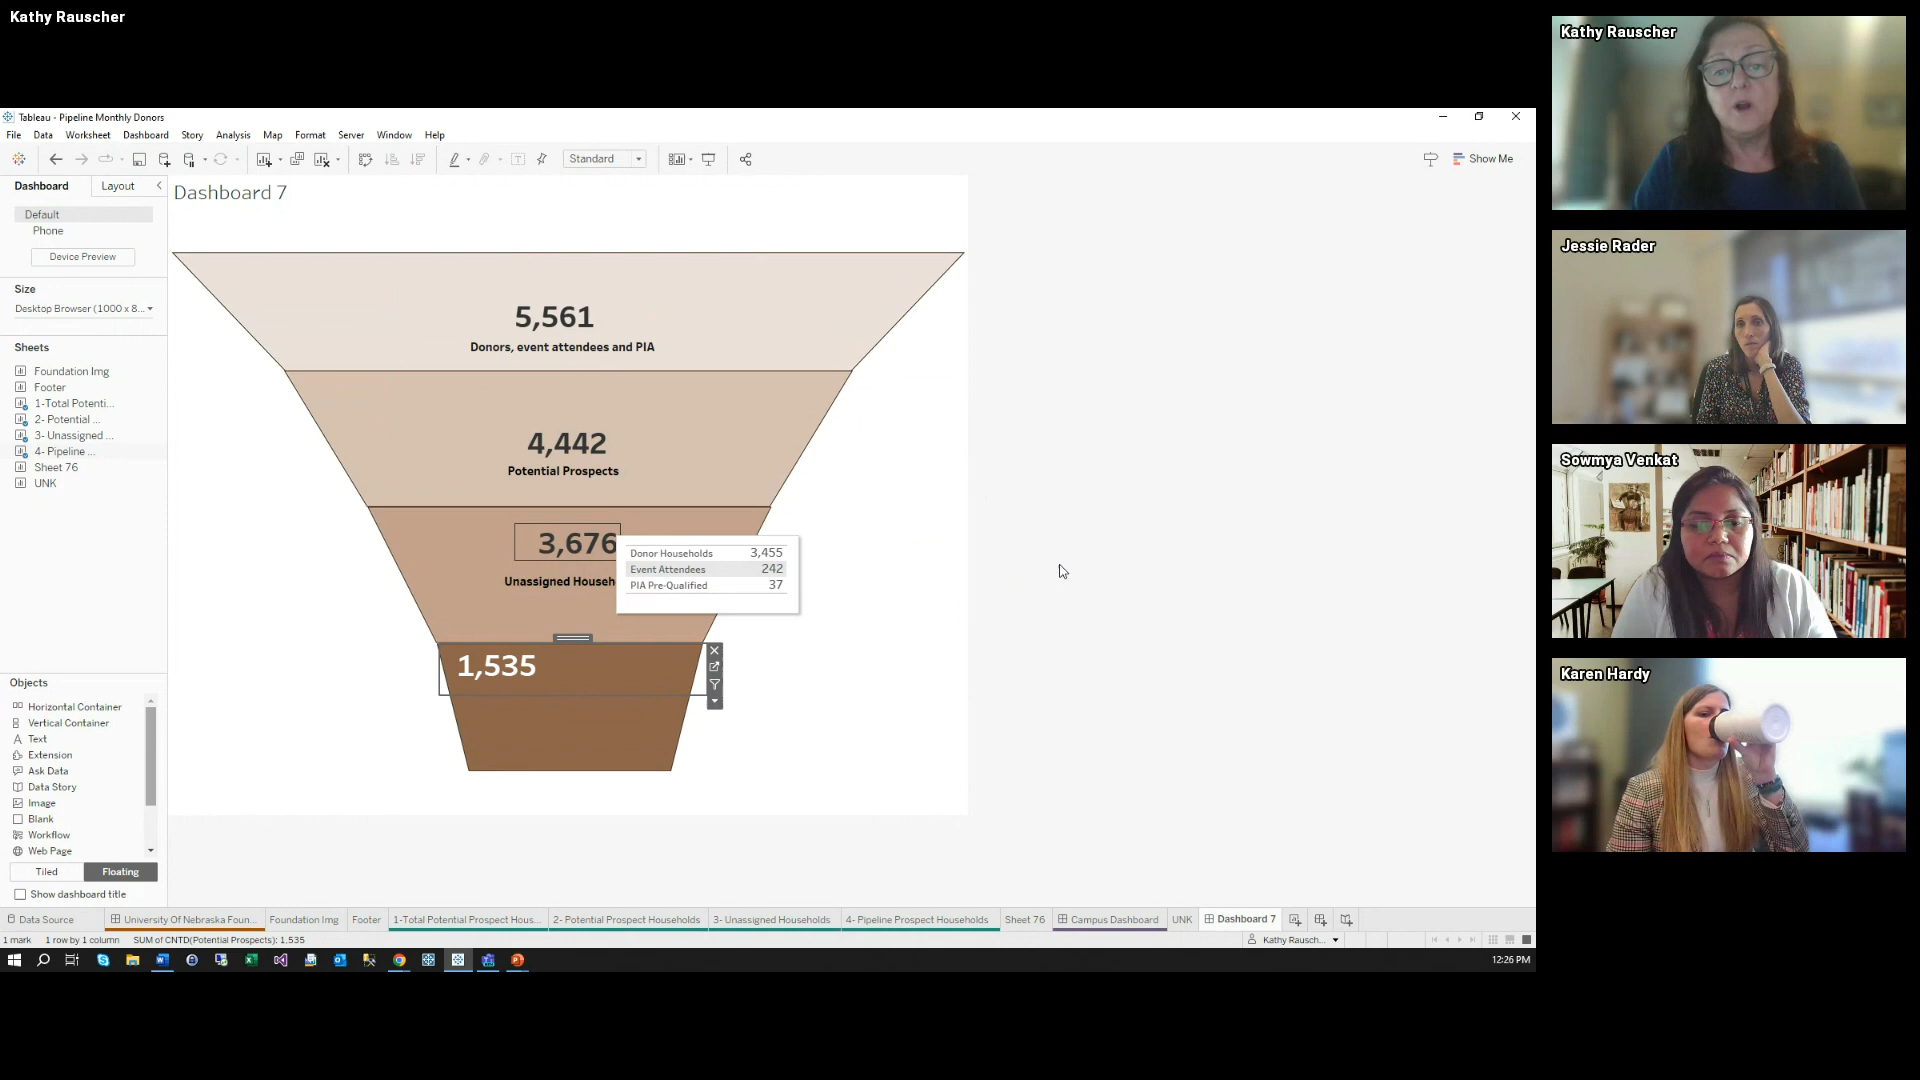 Kathy Rauscher
Tableau - Pipeline Monthly Donors
File Data Worksheet Dashboard Story Analysis Map Format Server Window Help
Standard
Show Me
Dashboard Layout
Default
Phone
Device Preview
Size
Desktop Browser (1000 x 8...
Sheets
Foundation Img
Footer
1-Total Potenti...
2- Potential ...
3- Unassigned ...
4- Pipeline ...
Sheet 76
UNK
Objects
Horizontal Container
Vertical Container
Text
Extension
Ask Data
Data Story
Image
Blank
Workflow
Web Page
Tiled Floating
Show dashboard title
Dashboard 7
5,561
Donors, event attendees and PIA
4,442
Potential Prospects
3,676
Unassigned Househ
Donor Households 3,455
Event Attendees 242
PIA Pre-Qualified 37
1,535
Data Source University Of Nebraska Foun... Foundation Img Footer 1-Total Potential Prospect Hous... 2- Potential Prospect Households 3- Unassigned Households 4- Pipeline Prospect Households Sheet 76 Campus Dashboard UNK Dashboard 7
1 mark 1 row by 1 column SUM of CNTD(Potential Prospects): 1,535
Kathy Rausch...
12:26 PM
Kathy Rauscher
Jessie Rader
Sowmya Venkat
Karen Hardy